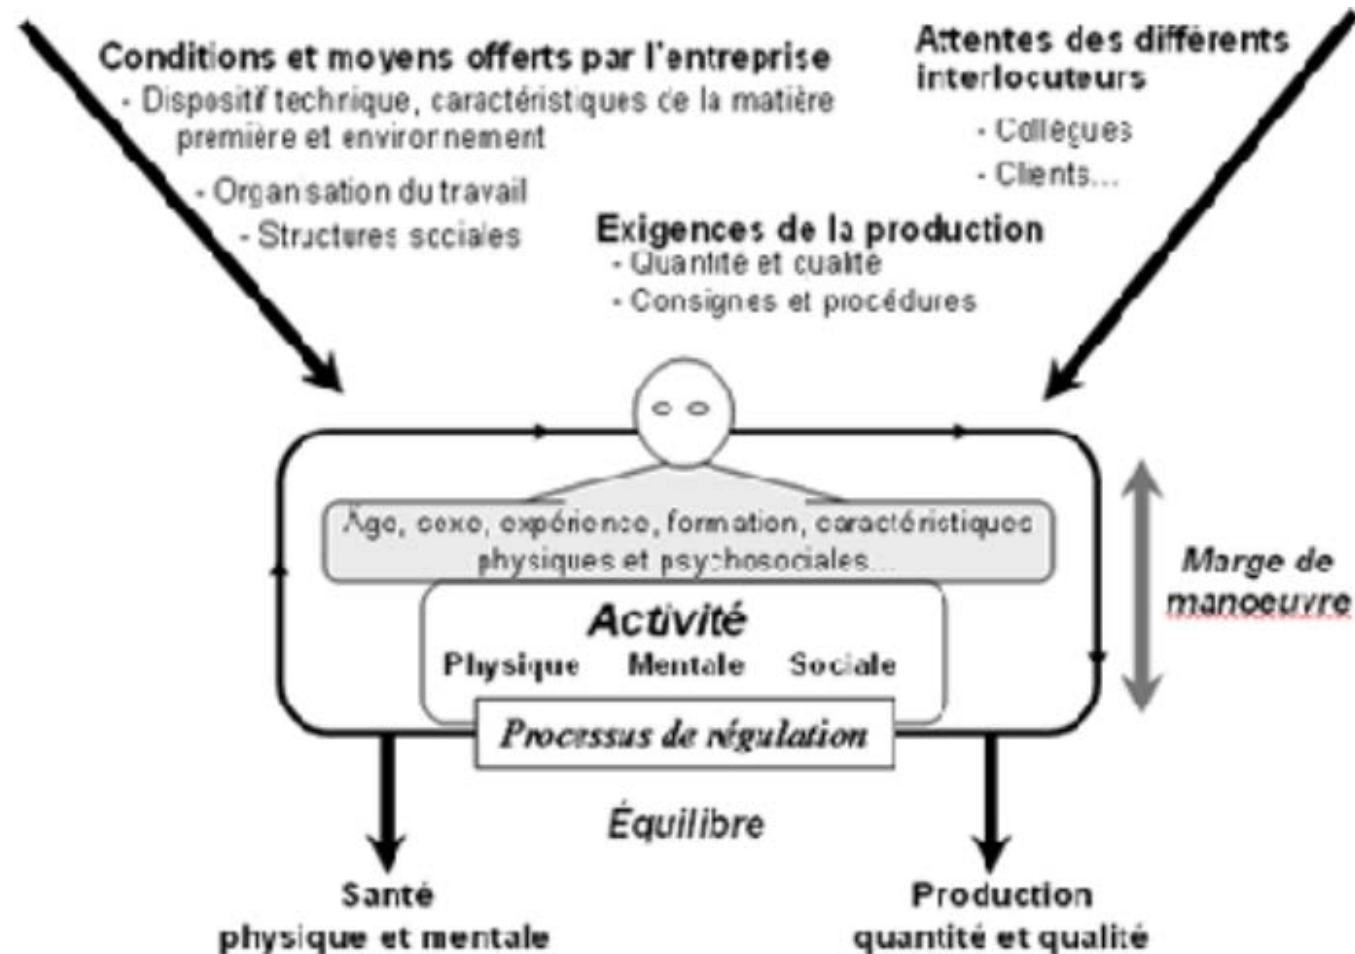 Conditions et moyens offerts par l'entreprise
- Dispositif technique, caractéristiques de la matière
première et environnement
- Organisation du travail
- Structures sociales
Attentes des différents
interlocuteurs
- Collègues
- Clients...
Exigences de la production
- Quantité et qualité
- Consignes et procédures
Âge, sexe, expérience, formation, caractéristiques
physiques et psychosociales...
Activité
Physique Mentale Sociale
Processus de régulation
Marge de
manoeuvre
Équilibre
Santé
physique et mentale
Production
quantité et qualité